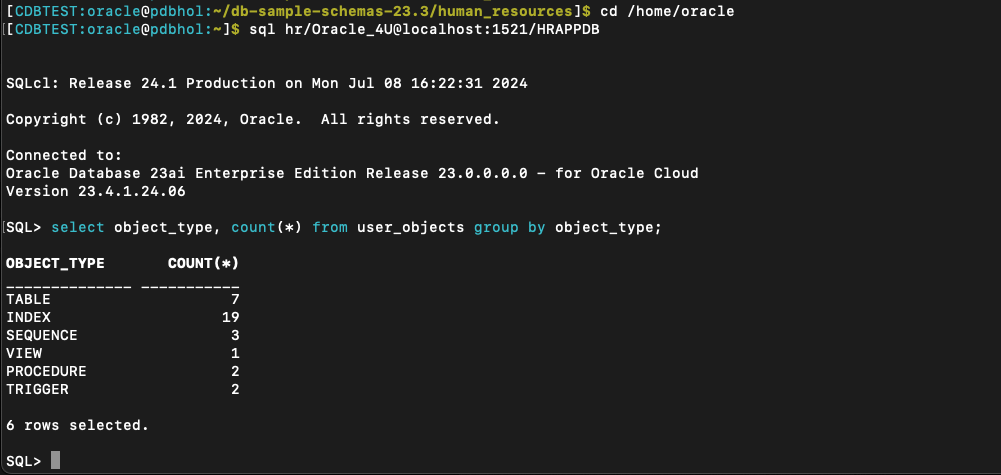 [CDBTEST:oracle@pdbhol:~/db-sample-schemas-23.3/human_resources]$ cd /home/oracle
[[CDBTEST:oracle@pdbhol:~]$ sql hr/Oracle_4U@localhost:1521/HRAPPDB
SQLcl: Release 24.1 Production on Mon Jul 08 16:22:31 2024
Copyright (c) 1982, 2024, Oracle.  All rights reserved.
Connected to:
Oracle Database 23ai Enterprise Edition Release 23.0.0.0.0 – for Oracle Cloud
Version 23.4.1.24.06
[SQL> select object_type, count(*) from user_objects group by object_type;
OBJECT_TYPE       COUNT(*)
______________ ___________
TABLE                    7
INDEX                   19
SEQUENCE                 3
VIEW                     1
PROCEDURE                2
TRIGGER                  2
6 rows selected.
SQL>